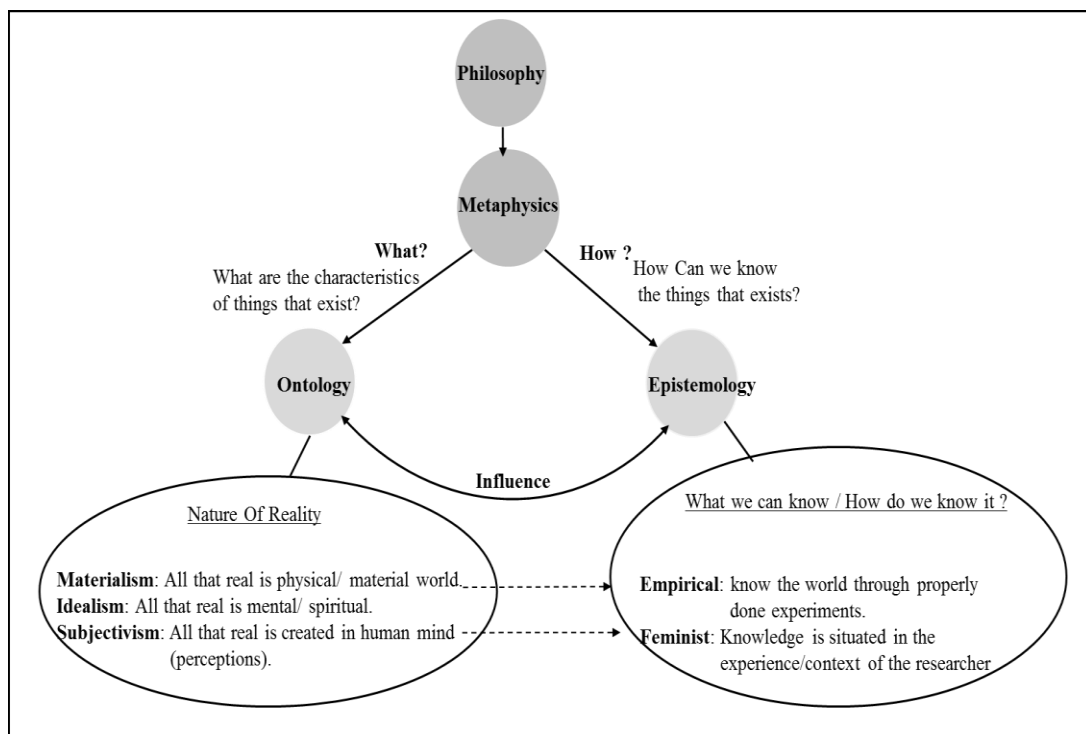 Philosophy
Metaphysics
What?
What are the characteristics
of things that exist?
How ?
How Can we know
the things that exists?
Ontology
Epistemology
Influence
Nature Of Reality
Materialism: All that real is physical/ material world.
Idealism: All that real is mental/ spiritual.
Subjectivism: All that real is created in human mind
(perceptions).
What we can know / How do we know it ?
Empirical: know the world through properly
done experiments.
Feminist: Knowledge is situated in the
experience/context of the researcher